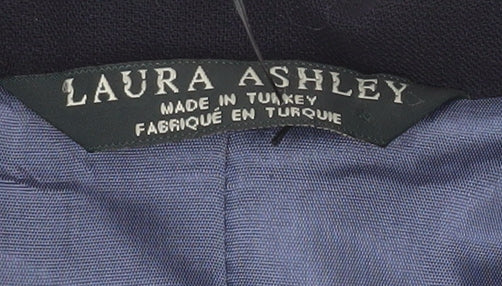 LAURA ASHLEY
MADE IN TURKEY
FABRIQUÉ EN TURQUIE